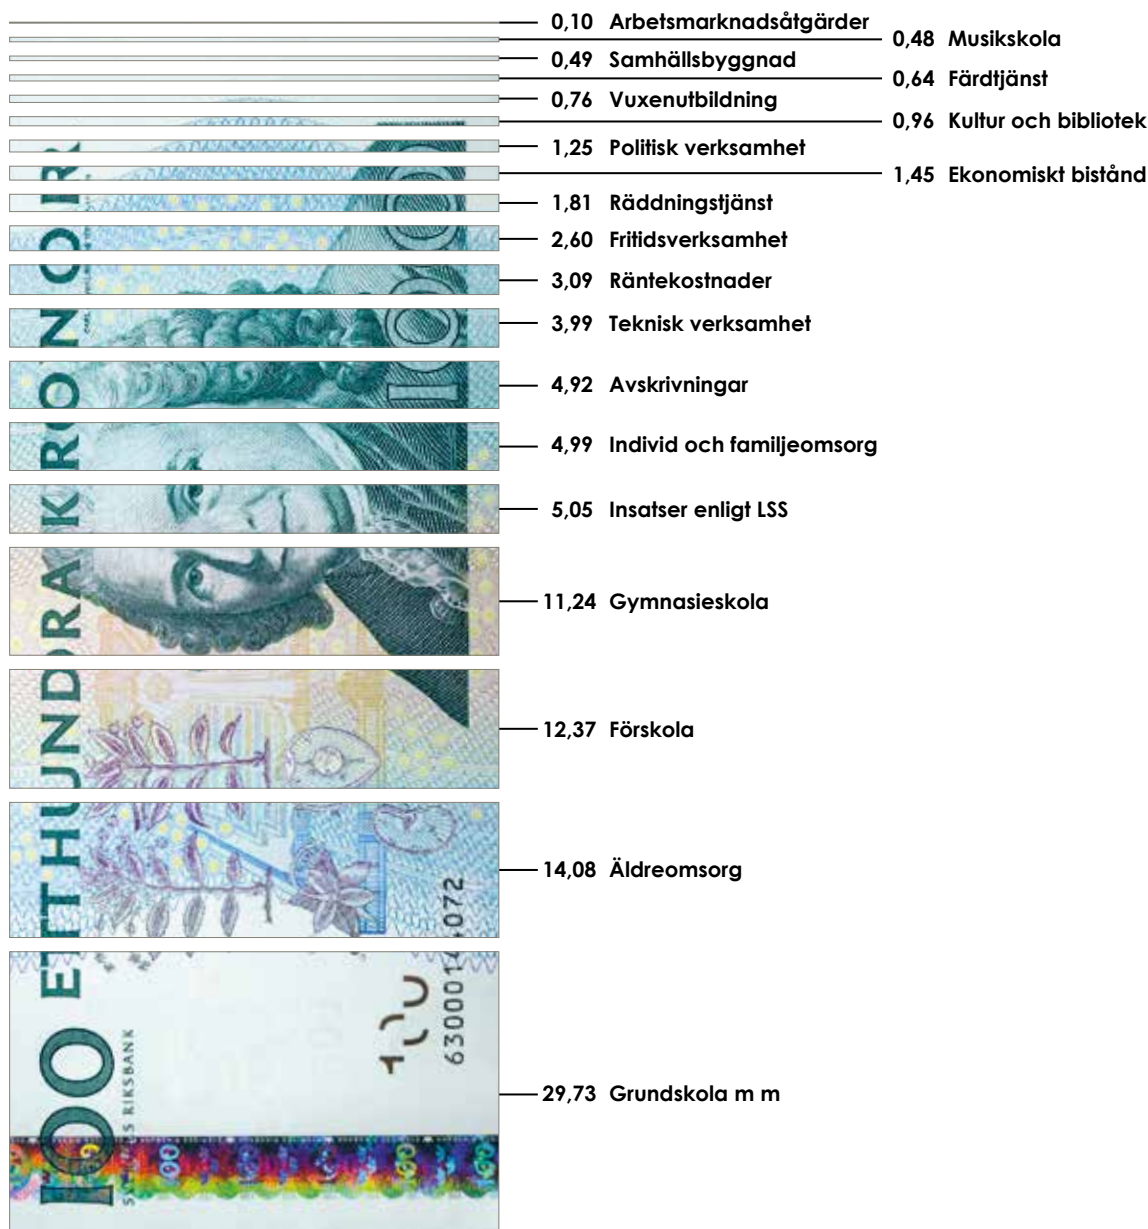 0,10 Arbetsmarknadsåtgärder
0,48 Musikskola
0,49 Samhällsbyggnad
0,64 Färdtjänst
0,76 Vuxenutbildning
0,96 Kultur och bibliotek
1,25 Politisk verksamhet
1,45 Ekonomiskt bistånd
1,81 Räddningstjänst
2,60 Fritidsverksamhet
3,09 Räntekostnader
3,99 Teknisk verksamhet
4,92 Avskrivningar
4,99 Individ och familjeomsorg
5,05 Insatser enligt LSS
11,24 Gymnasieskola
12,37 Förskola
14,08 Äldreomsorg
29,73 Grundskola m m
100 ETT HUNDRA KRONOR
SVERIGES RIKSBANK
100
100